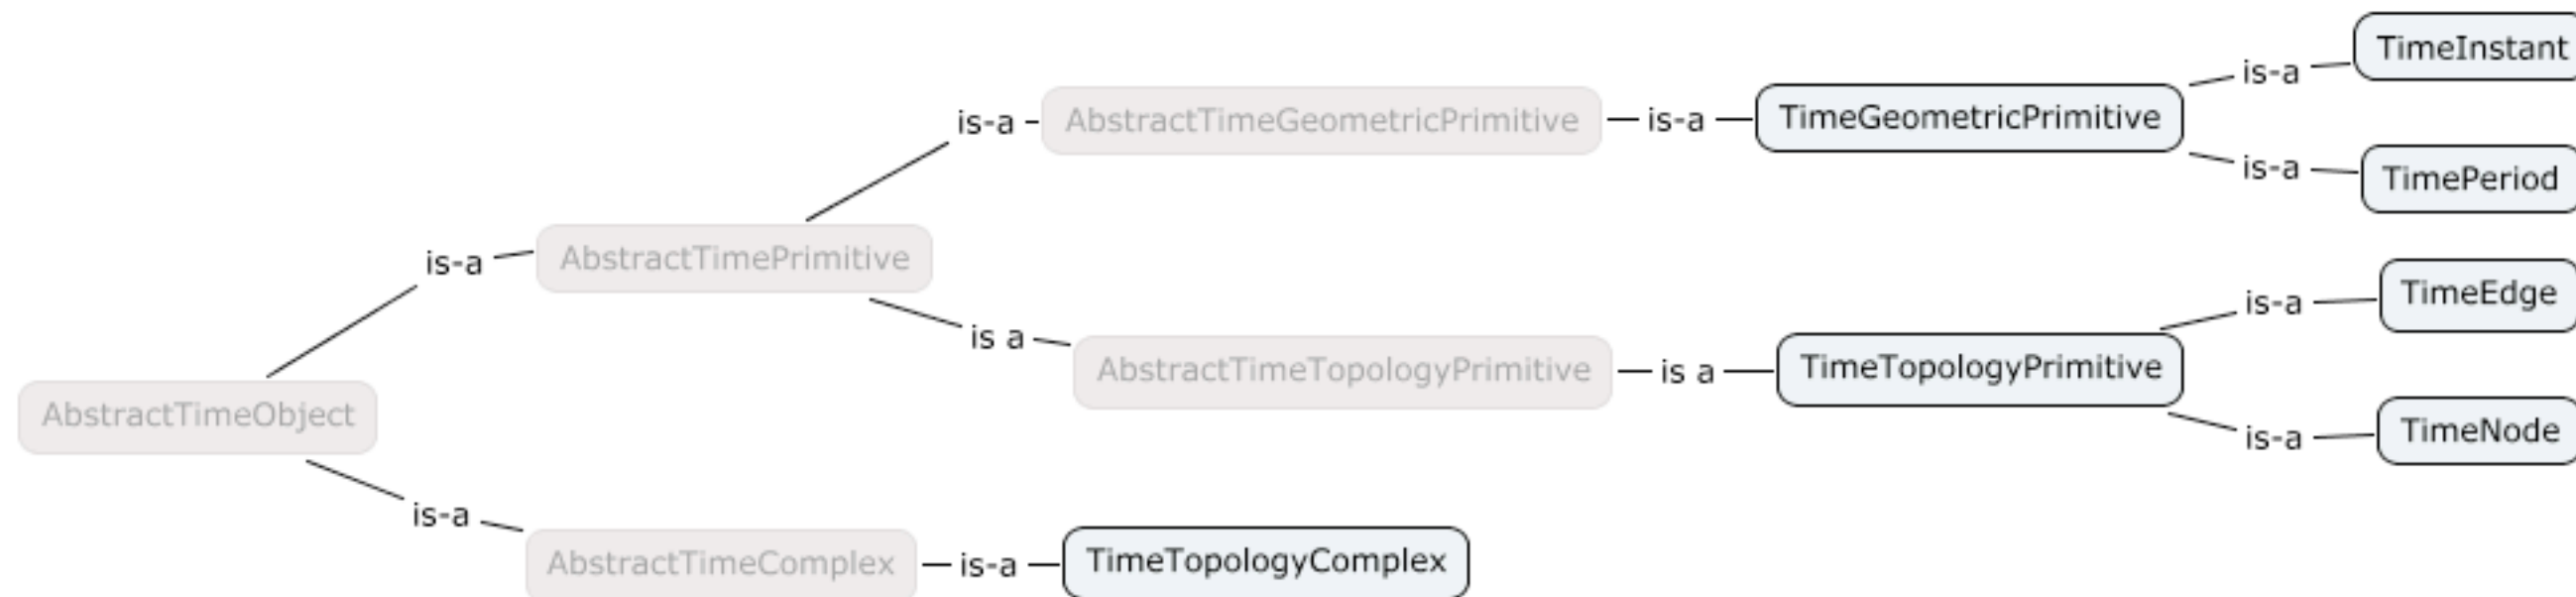 TimeInstant
is-a
is-a
AbstractTimeGeometricPrimitive
is-a
TimeGeometricPrimitive
is-a
TimePeriod
is-a
AbstractTimePrimitive
TimeEdge
is-a
is a
AbstractTimeTopologyPrimitive
is a
TimeTopologyPrimitive
AbstractTimeObject
is-a
TimeNode
is-a
AbstractTimeComplex
is-a
TimeTopologyComplex